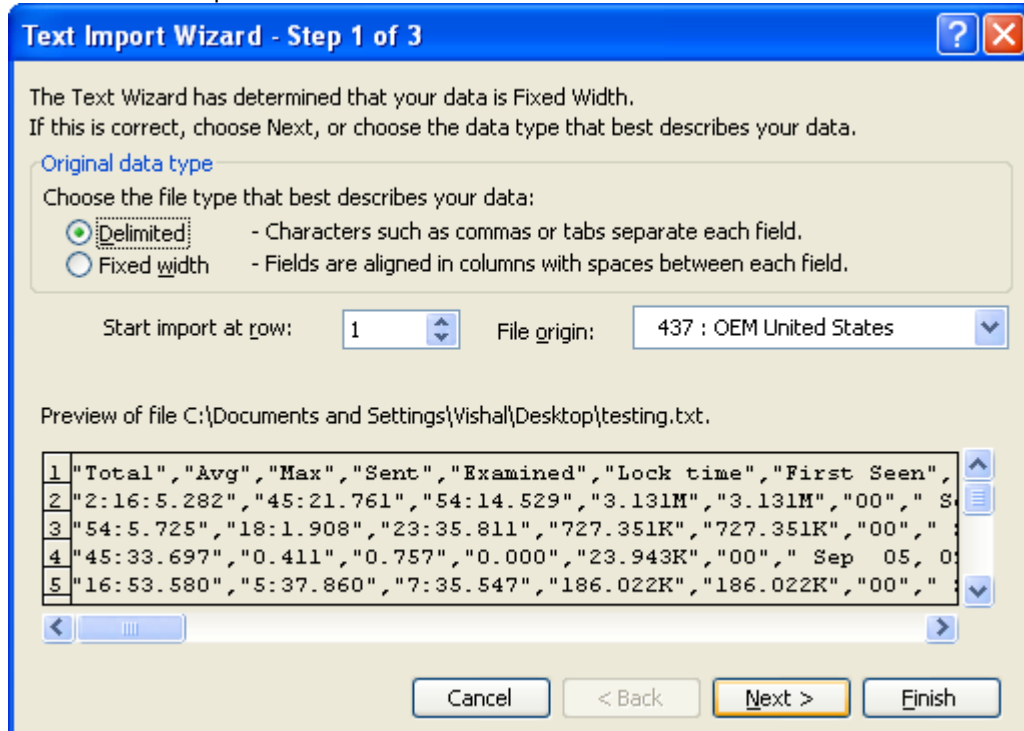 Text Import Wizard - Step 1 of 3
The Text Wizard has determined that your data is Fixed Width.
If this is correct, choose Next, or choose the data type that best describes your data.
Original data type
Choose the file type that best describes your data:
Delimited - Characters such as commas or tabs separate each field.
Fixed width - Fields are aligned in columns with spaces between each field.
Start import at row: 1 File origin: 437 : OEM United States
Preview of file C:\Documents and Settings\Vishal\Desktop\testing.txt.
1 "Total","Avg","Max","Sent","Examined","Lock time","First Seen",
2 "2:16:5.282","45:21.761","54:14.529","3.131M","3.131M","00"," S
3 "54:5.725","18:1.908","23:35.811","727.351K","727.351K","00","
4 "45:33.697","0.411","0.757","0.000","23.943K","00"," Sep 05, 0
5 "16:53.580","5:37.860","7:35.547","186.022K","186.022K","00","
Cancel < Back Next > Finish